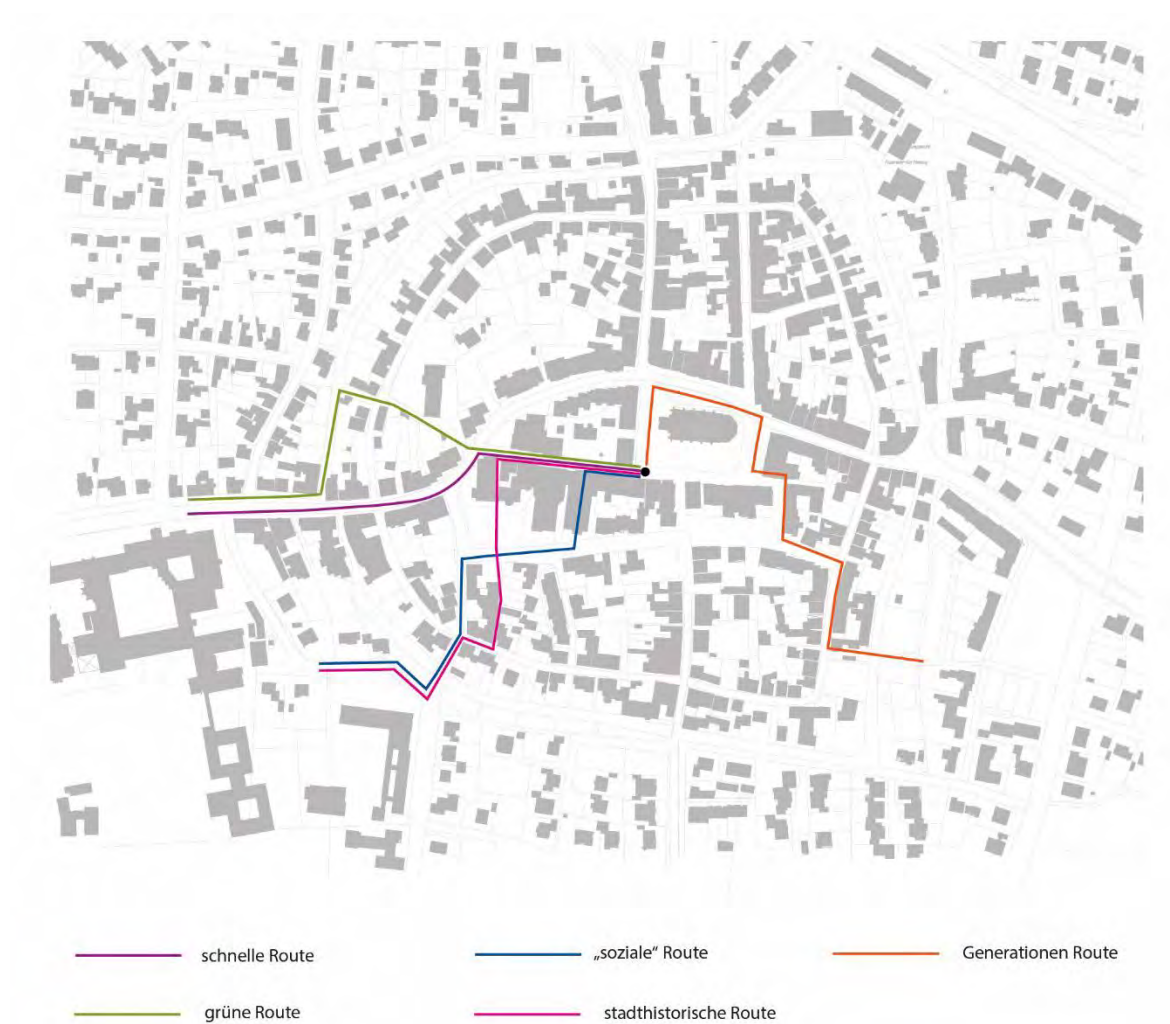 schnelle Route
„soziale“ Route
Generationen Route
grüne Route
stadthistorische Route